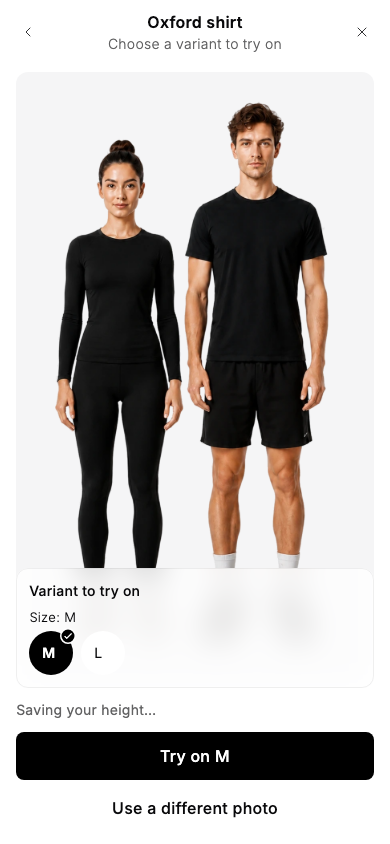 Oxford shirt
Choose a variant to try on
Variant to try on
Size: M
M
L
Saving your height...
Try on M
Use a different photo